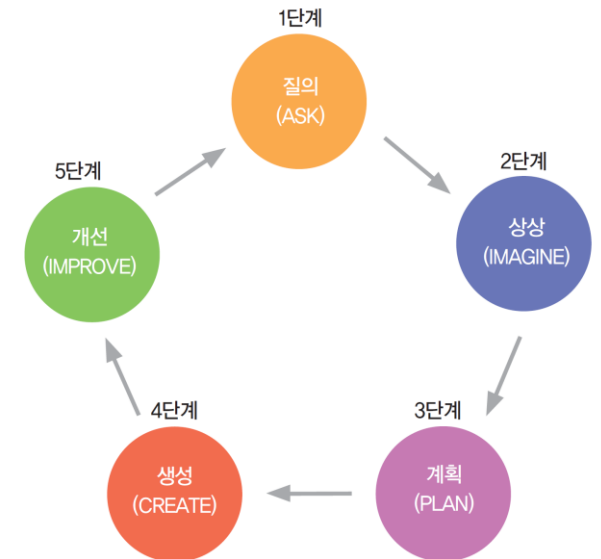 1단계
질의
(ASK)
2단계
상상
(IMAGINE)
3단계
계획
(PLAN)
4단계
생성
(CREATE)
5단계
개선
(IMPROVE)